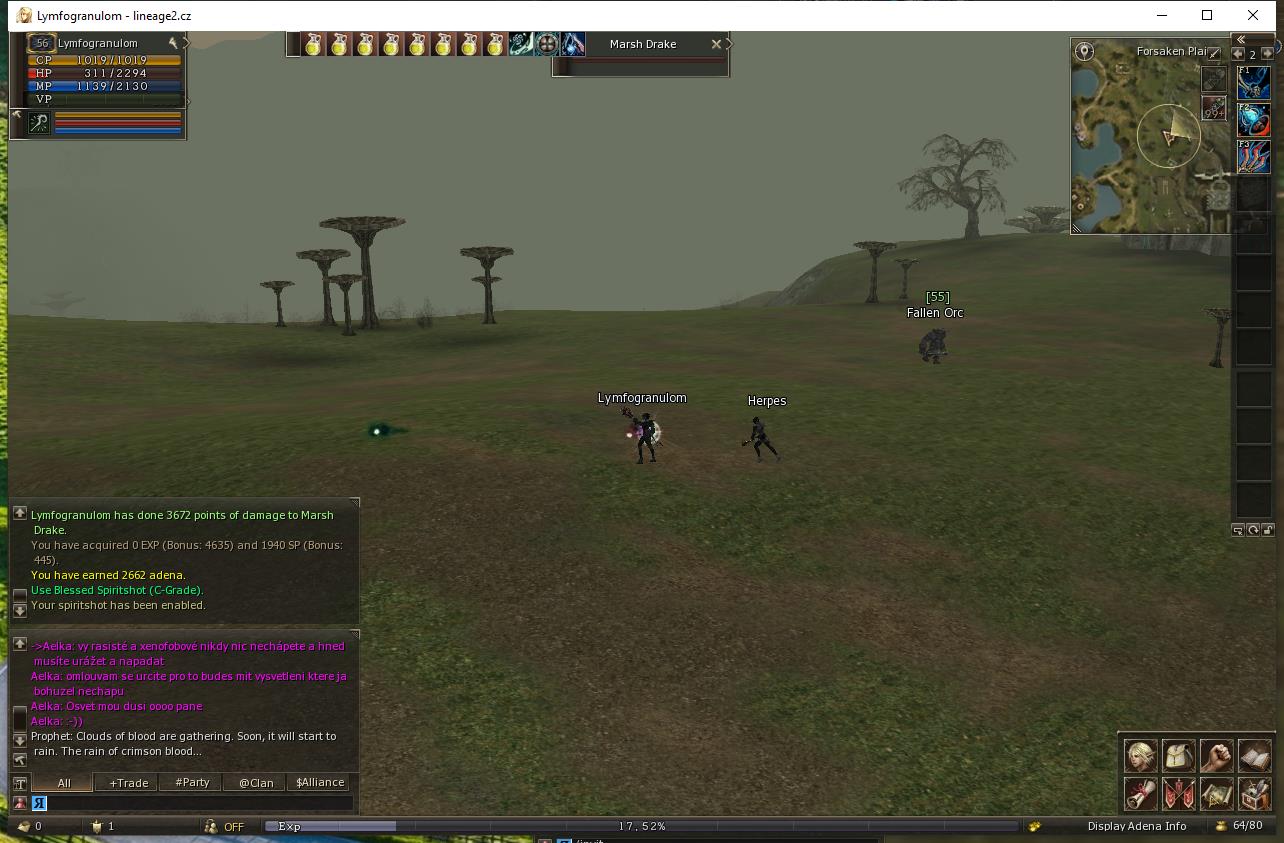 Lymfogranulom - lineage2.cz
56 Lymfogranulom
CP 1019/1019
HP 311/2294
MP 1139/2130
VP
Marsh Drake
Forsaken Plai
2
F1
99+
F2
F3
[55]
Fallen Orc
Lymfogranulom
Herpes
Lymfogranulom has done 3672 points of damage to Marsh
Drake.
You have acquired 0 EXP (Bonus: 4635) and 1940 SP (Bonus:
445).
You have earned 2662 adena.
Use Blessed Spiritshot (C-Grade).
Your spiritshot has been enabled.
->Aelka: vy rasisté a xenofobové nikdy nic nechápete a hned
musíte urážet a napadat
Aelka: omlouvam se urcite pro to budes mit vysvetleni ktere ja
bohuzel nechapu
Aelka: Osvet mou dusi oooo pane
Aelka: :-))
Prophet: Clouds of blood are gathering. Soon, it will start to
rain. The rain of crimson blood...
All +Trade #Party @Clan $Alliance
Я
0 1 OFF Exp 17,52% Display Adena Info 64/80